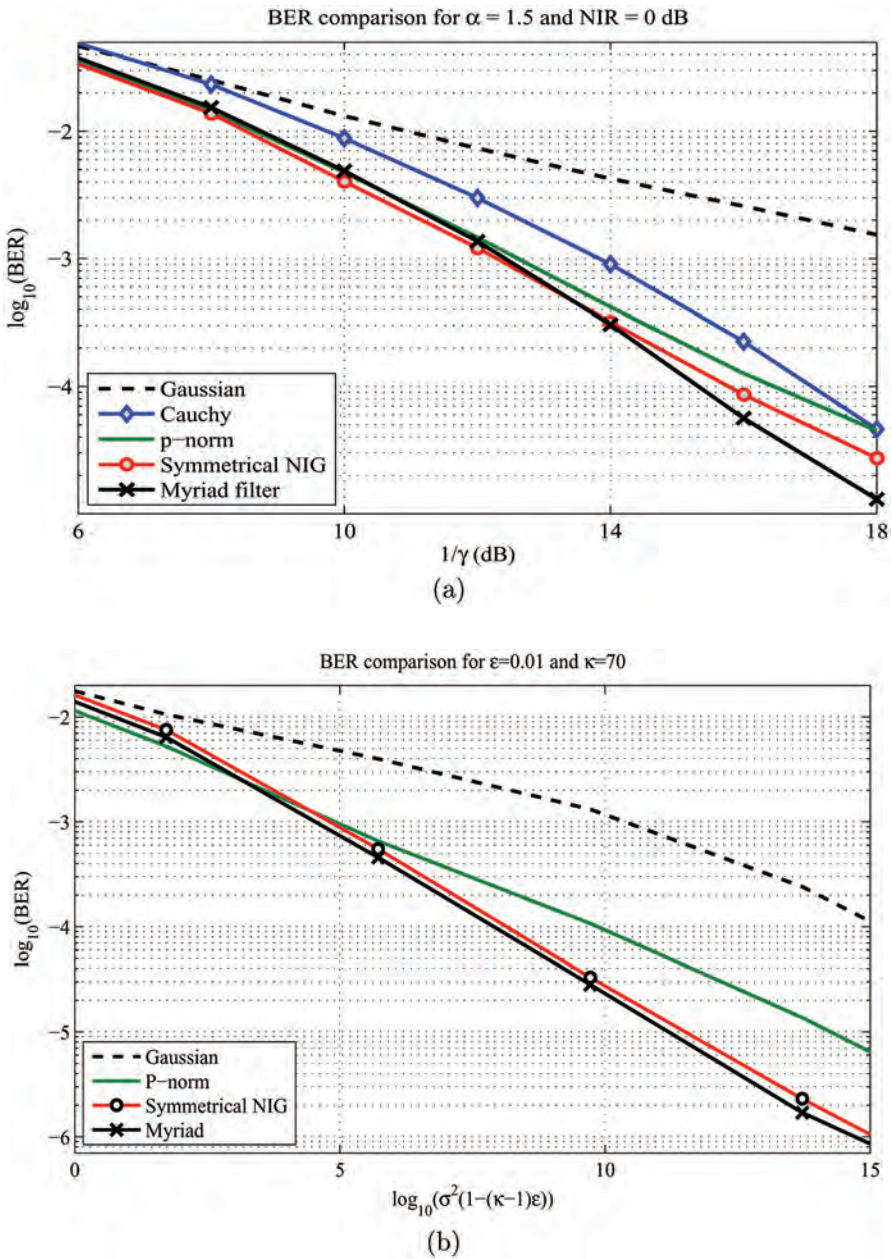 BER comparison for α = 1.5 and NIR = 0 dB
log₁₀(BER)
−2
−3
−4
Gaussian
Cauchy
p−norm
Symmetrical NIG
Myriad filter
6 10 14 18
1/γ (dB)
(a)
BER comparison for ε=0.01 and κ=70
log₁₀(BER)
−2
−3
−4
−5
−6
Gaussian
P−norm
Symmetrical NIG
Myriad
0 5 10 15
log₁₀(σ²(1−(κ−1)ε))
(b)